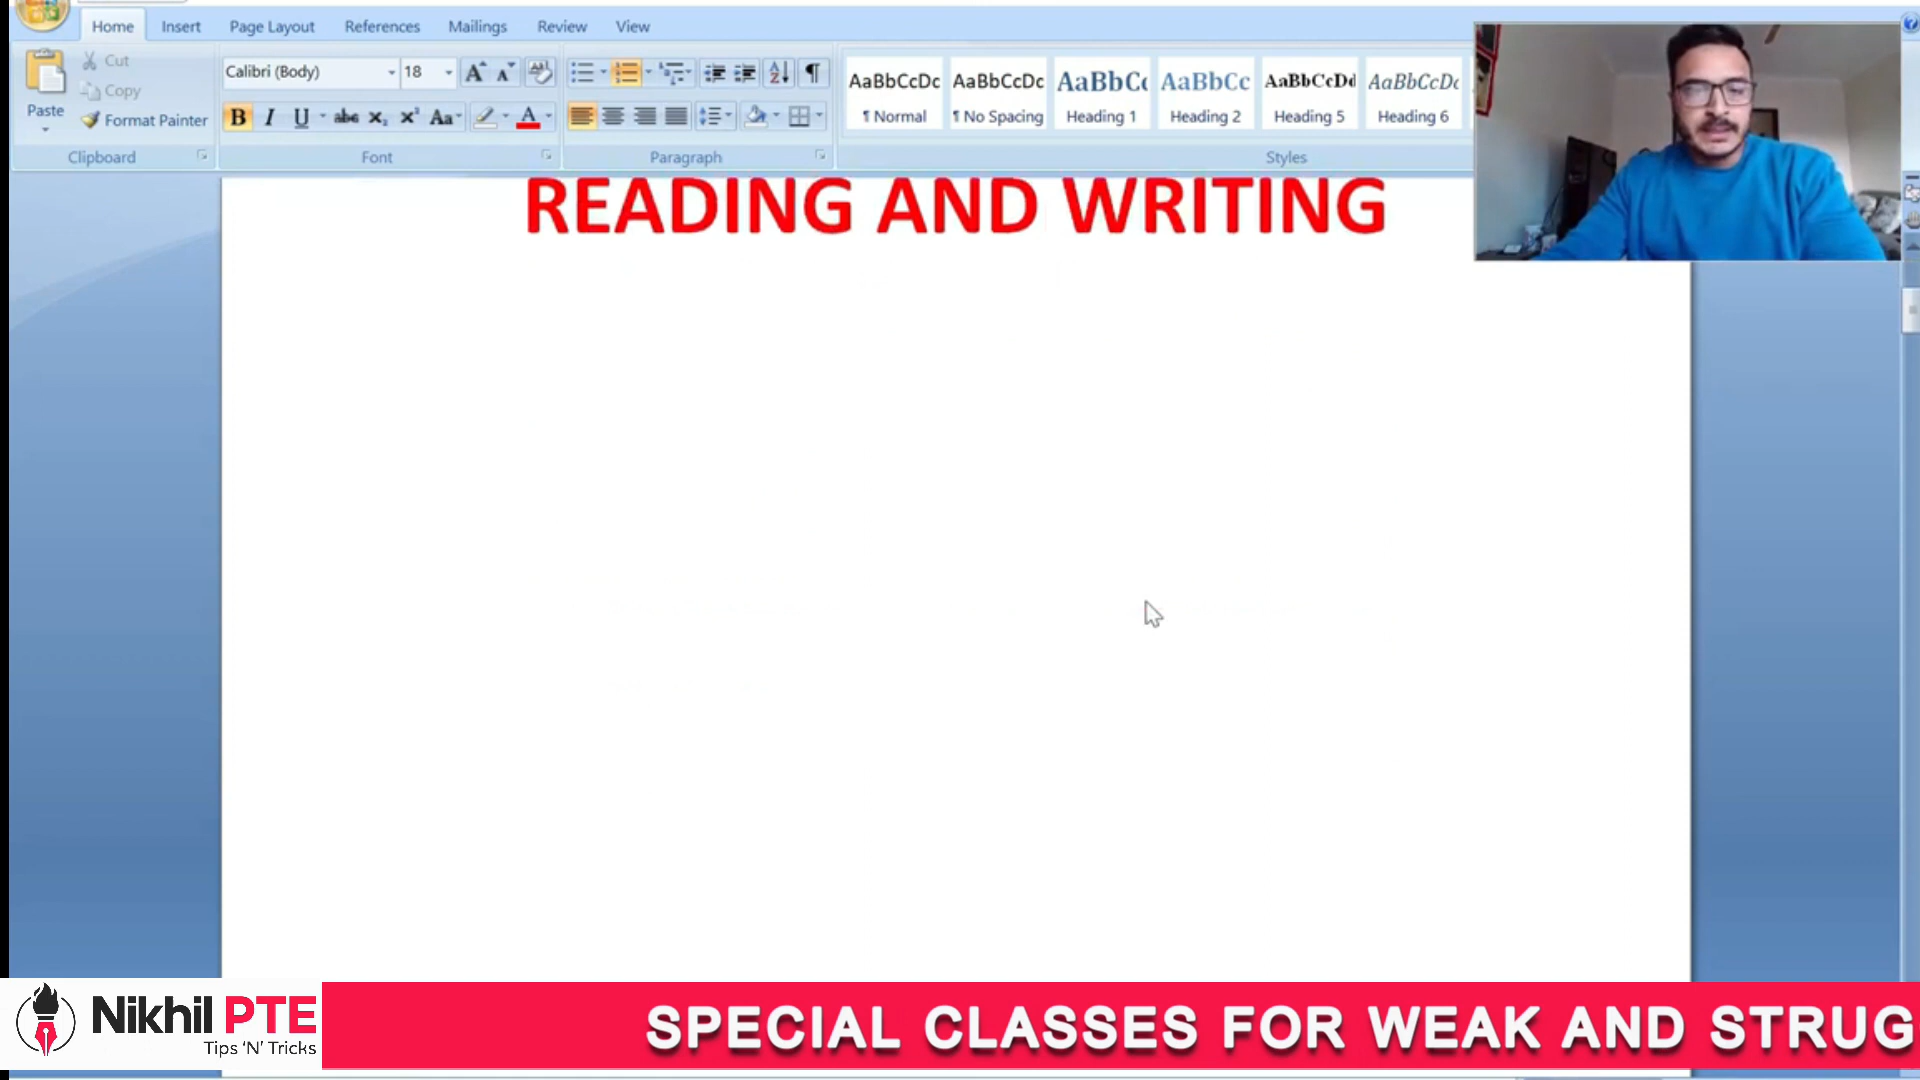 Home Insert Page Layout References Mailings Review View
Cut
Copy
Paste
Format Painter
Clipboard
Calibri (Body) 18
Font
Paragraph
AaBbCcDc AaBbCcDc AaBbCc AaBbCc AaBbCcDd AaBbCcDc
¶ Normal ¶ No Spacing Heading 1 Heading 2 Heading 5 Heading 6
Styles
READING AND WRITING
Nikhil PTE
Tips ‘N’ Tricks
SPECIAL CLASSES FOR WEAK AND STRUG